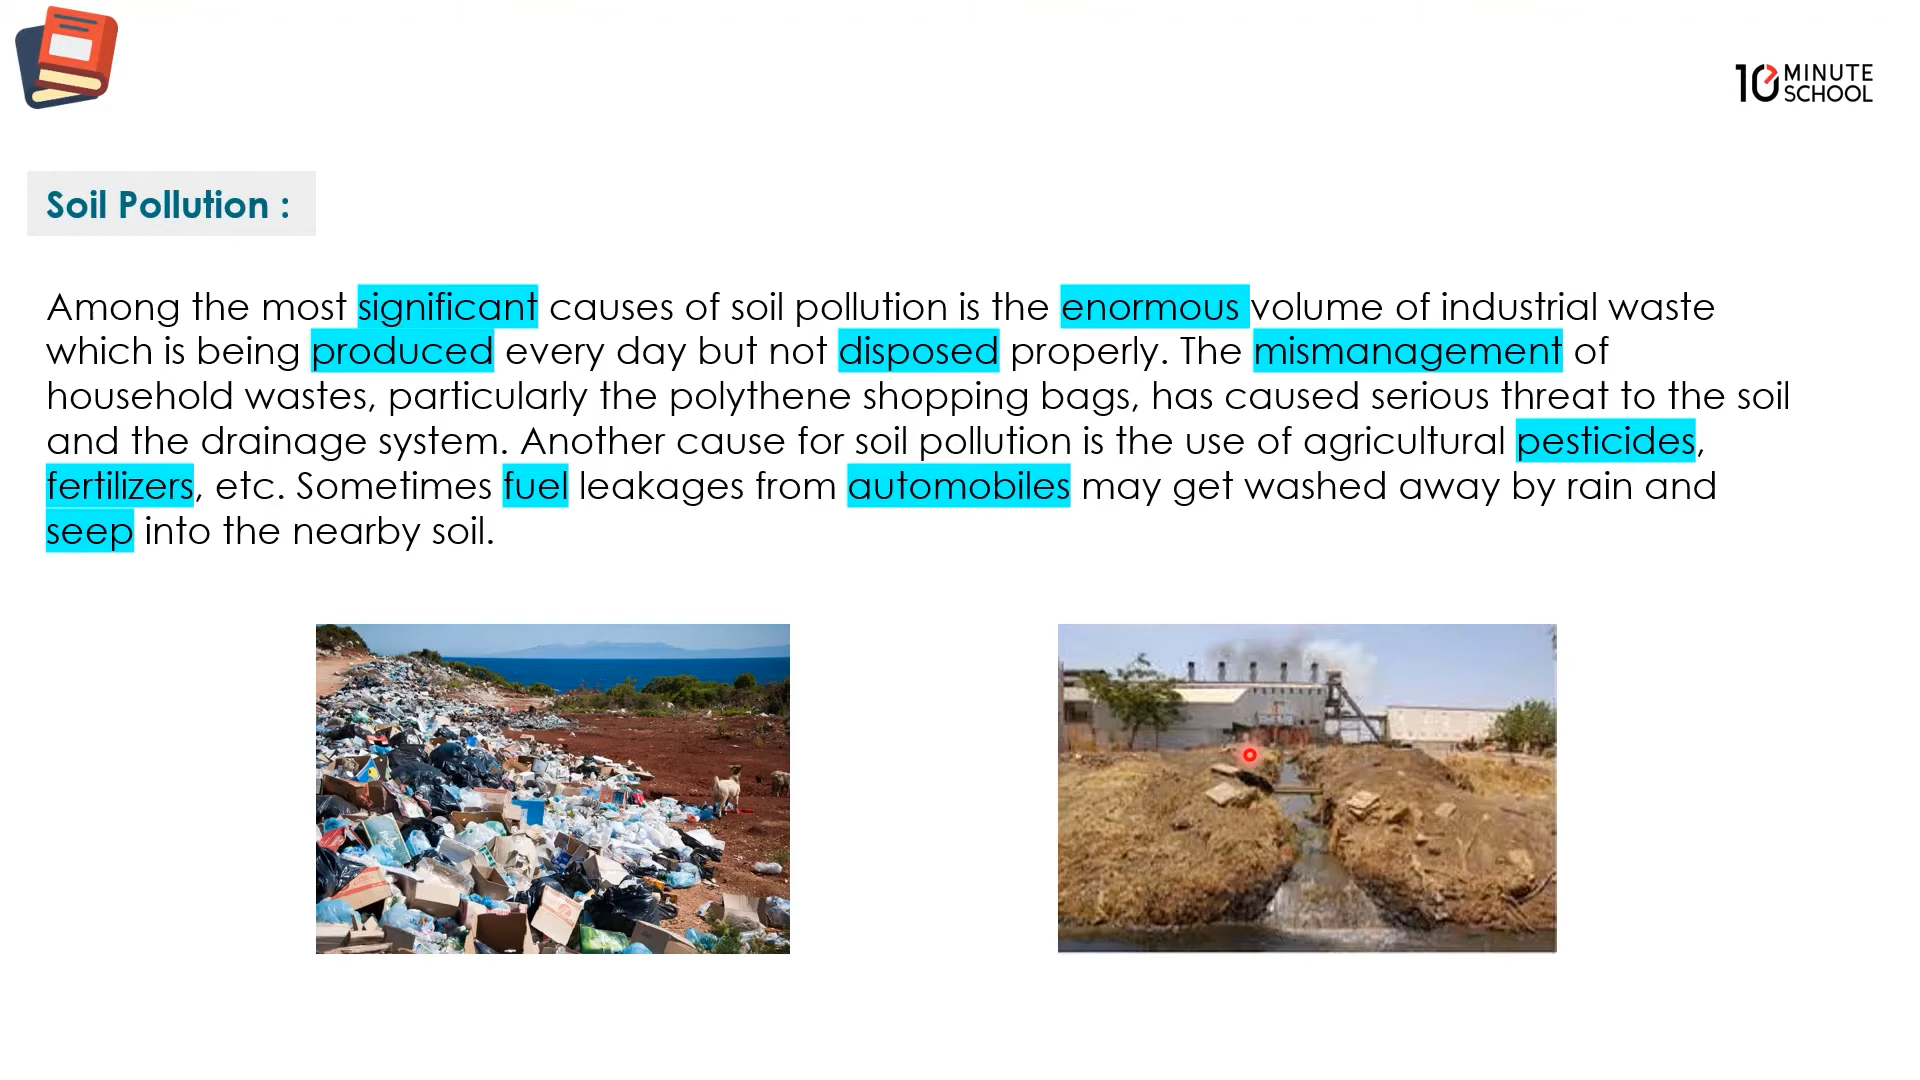 10 MINUTE
SCHOOL
Soil Pollution :
Among the most significant causes of soil pollution is the enormous volume of industrial waste
which is being produced every day but not disposed properly. The mismanagement of
household wastes, particularly the polythene shopping bags, has caused serious threat to the soil
and the drainage system. Another cause for soil pollution is the use of agricultural pesticides,
fertilizers, etc. Sometimes fuel leakages from automobiles may get washed away by rain and
seep into the nearby soil.